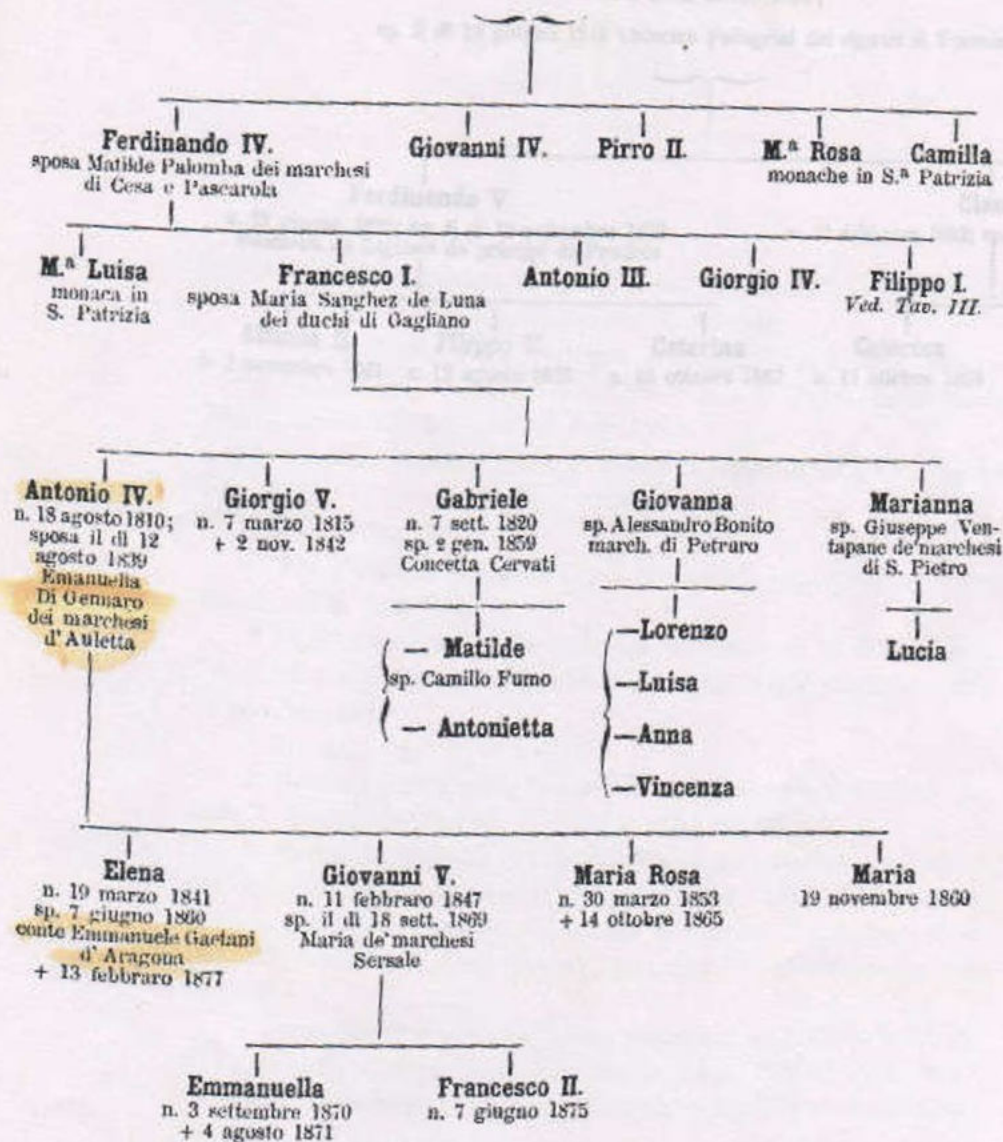 Ferdinando IV.
sposa Matilde Palomba dei marchesi
di Cesa e Pascarola
Giovanni IV.
Pirro II.
M.ª Rosa Camilla
monache in S.ª Patrizia
M.ª Luisa
monaca in
S. Patrizia
Francesco I.
sposa Maria Sanghez de Luna
dei duchi di Gagliano
Antonio III.
Giorgio IV.
Filippo I.
Ved. Tav. III.
Antonio IV.
n. 18 agosto 1810;
sposa il dì 12
agosto 1839
Emanuella
Di Gennaro
dei marchesi
d'Auletta
Giorgio V.
n. 7 marzo 1815
+ 2 nov. 1842
Gabriele
n. 7 sett. 1820
sp. 2 gen. 1859
Concetta Cervati
Giovanna
sp. Alessandro Bonito
march. di Petruro
Marianna
sp. Giuseppe Ven-
tapane de' marchesi
di S. Pietro
— Matilde
sp. Camillo Fumo
— Antonietta
—Lorenzo
—Luisa
—Anna
—Vincenza
Lucia
Elena
n. 19 marzo 1841
sp. 7 giugno 1860
conte Emmanuele Gaetani
d' Aragona
+ 13 febbraro 1877
Giovanni V.
n. 11 febbraro 1847
sp. il dì 18 sett. 1869
Maria de' marchesi
Sersale
Maria Rosa
n. 30 marzo 1853
+ 14 ottobre 1865
Maria
19 novembre 1860
Emmanuella
n. 3 settembre 1870
+ 4 agosto 1871
Francesco II.
n. 7 giugno 1875
Ferdinando V
Filippo II
Caterina